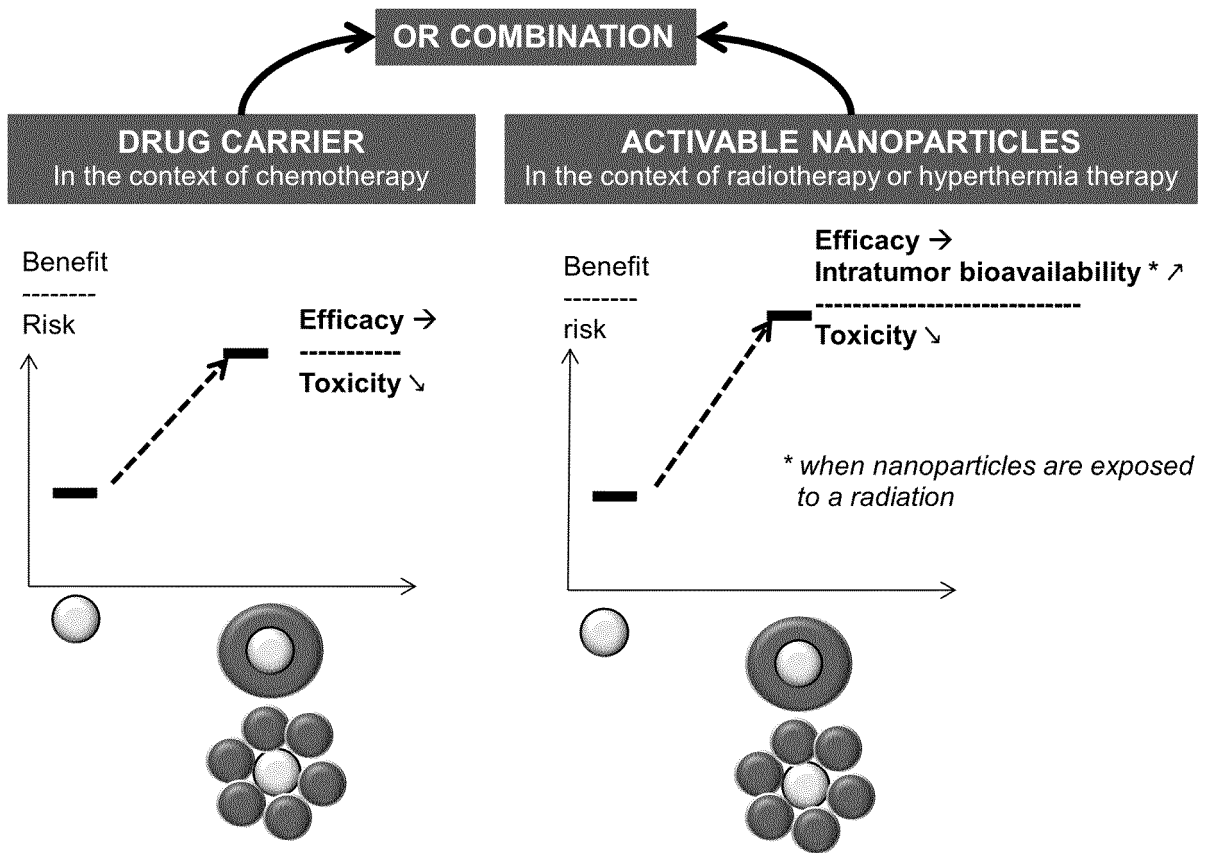 OR COMBINATION
DRUG CARRIER
In the context of chemotherapy
ACTIVABLE NANOPARTICLES
In the context of radiotherapy or hyperthermia therapy
Benefit
--------
Risk
Efficacy →
-----------
Toxicity ↘
Benefit
--------
risk
Efficacy →
Intratumor bioavailability * ↗
----------------------------
Toxicity ↘
* when nanoparticles are exposed
to a radiation